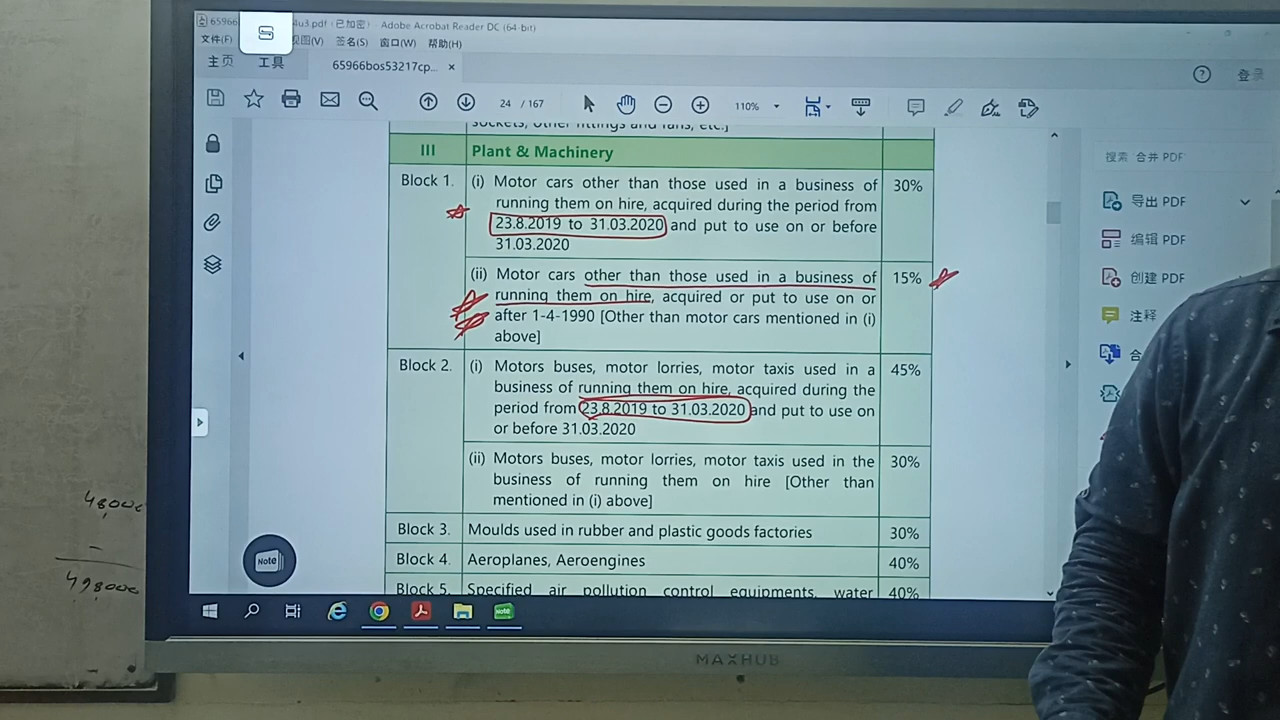 4u3.pdf (已加密) - Adobe Acrobat Reader DC (64-bit)
文件(F) 视图(V) 签名(S) 窗口(W) 帮助(H)
主页 工具 65966bos53217cp... ×
登录
24 / 167
110%
sockets, other fittings and fans, etc.]
III Plant & Machinery
Block 1. (i) Motor cars other than those used in a business of 30%
running them on hire, acquired during the period from
23.8.2019 to 31.03.2020 and put to use on or before
31.03.2020
(ii) Motor cars other than those used in a business of 15%
running them on hire, acquired or put to use on or
after 1-4-1990 [Other than motor cars mentioned in (i)
above]
Block 2. (i) Motors buses, motor lorries, motor taxis used in a 45%
business of running them on hire, acquired during the
period from 23.8.2019 to 31.03.2020 and put to use on
or before 31.03.2020
(ii) Motors buses, motor lorries, motor taxis used in the 30%
business of running them on hire [Other than
mentioned in (i) above]
Block 3. Moulds used in rubber and plastic goods factories 30%
Block 4. Aeroplanes, Aeroengines 40%
Block 5. Specified air pollution control equipments, water 40%
搜索 合并 PDF
导出 PDF
编辑 PDF
创建 PDF
注释
合
Note
Note
MAXHUB